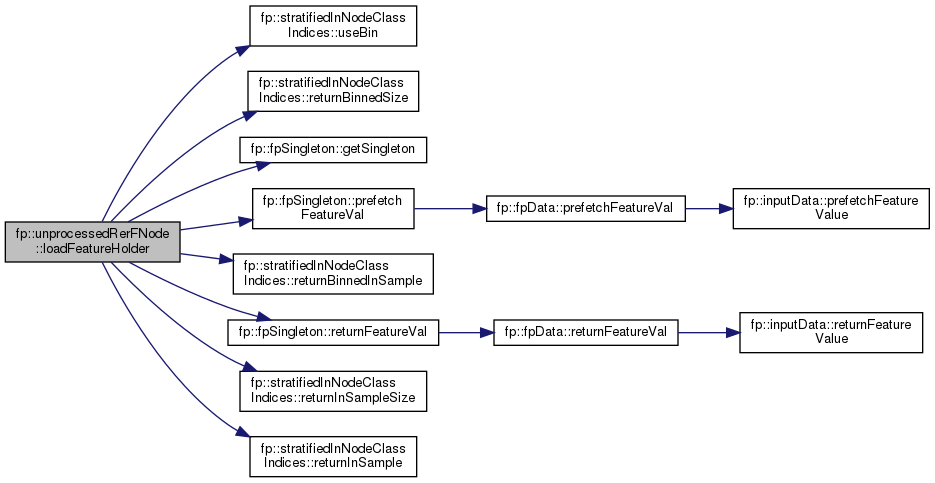 fp::stratifiedInNodeClass
Indices::useBin
fp::stratifiedInNodeClass
Indices::returnBinnedSize
fp::fpSingleton::getSingleton
fp::fpSingleton::prefetch
FeatureVal
fp::fpData::prefetchFeatureVal
fp::inputData::prefetchFeature
Value
fp::unprocessedRerFNode
::loadFeatureHolder
fp::stratifiedInNodeClass
Indices::returnBinnedInSample
fp::fpSingleton::returnFeatureVal
fp::fpData::returnFeatureVal
fp::inputData::returnFeature
Value
fp::stratifiedInNodeClass
Indices::returnInSampleSize
fp::stratifiedInNodeClass
Indices::returnInSample